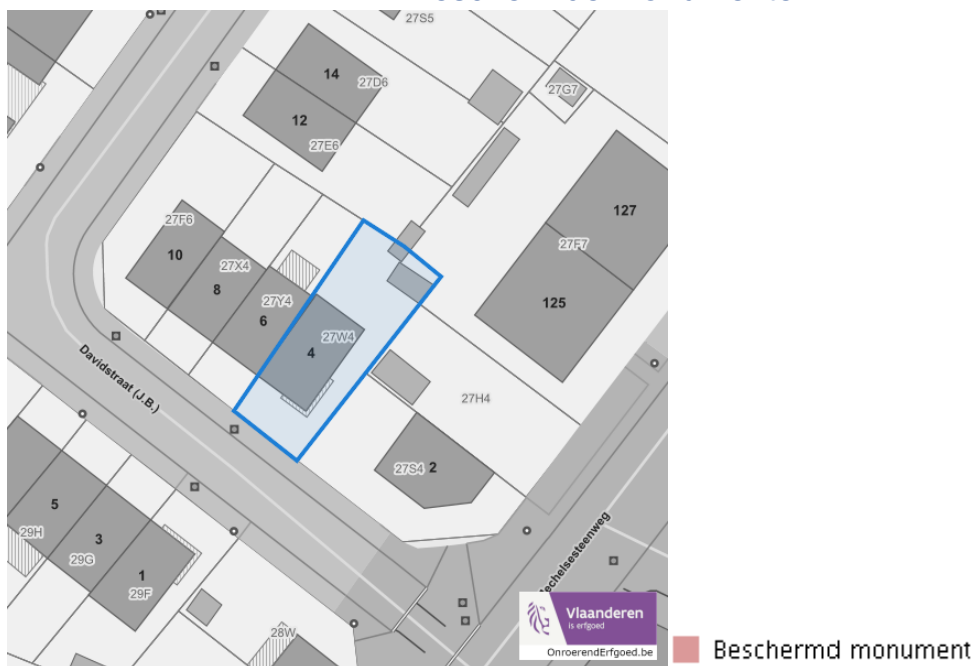 27S5
14
27D6
27G7
12
27E6
127
27F6
27F7
10
27X4
8
27Y4
125
6
27W4
4
Davidstraat (J.B.)
27H4
27S4 2
5
29H
3
29G
1
29F
28W
Vlaanderen
is erfgoed
OnroerendErfgoed.be
Beschermd monument